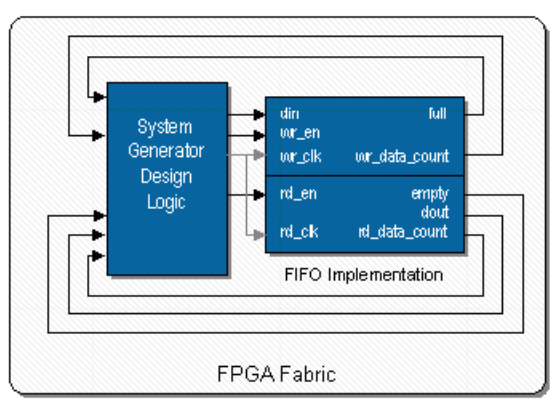 System
Generator
Design
Logic
din full
wr_en
wr_clk wr_data_count
rd_en empty
dout
rd_clk rd_data_count
FIFO Implementation
FPGA Fabric